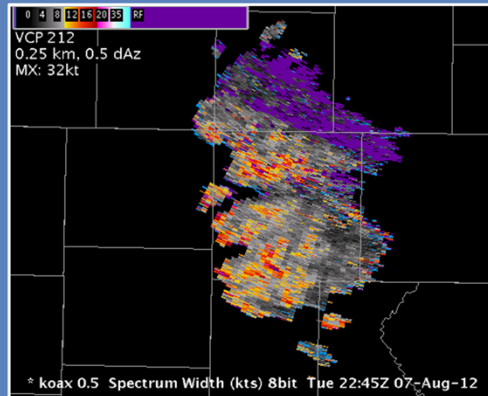 0 4 8 12 16 20 35 RF
VCP 212
0.25 km, 0.5 dAz
MX: 32kt
* koax 0.5 Spectrum Width (kts) 8bit Tue 22:45Z 07-Aug-12